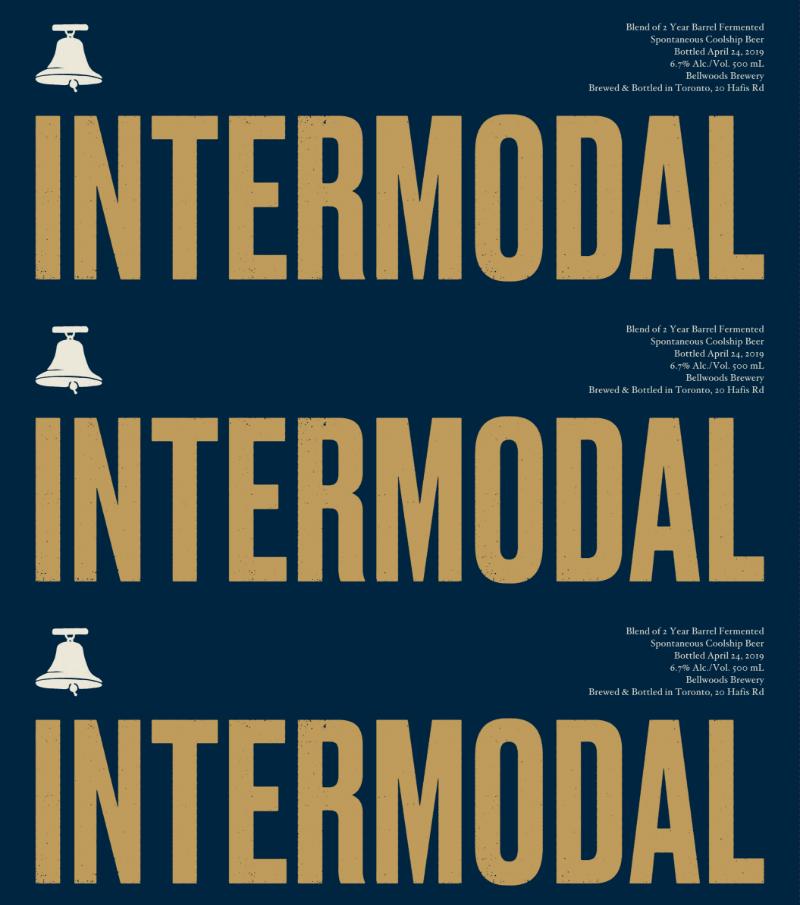 Blend of 2 Year Barrel Fermented
Spontaneous Coolship Beer
Bottled April 24, 2019
6.7% Alc./Vol. 500 mL
Bellwoods Brewery
Brewed & Bottled in Toronto, 20 Hafis Rd
INTERMODAL
Blend of 2 Year Barrel Fermented
Spontaneous Coolship Beer
Bottled April 24, 2019
6.7% Alc./Vol. 500 mL
Bellwoods Brewery
Brewed & Bottled in Toronto, 20 Hafis Rd
INTERMODAL
Blend of 2 Year Barrel Fermented
Spontaneous Coolship Beer
Bottled April 24, 2019
6.7% Alc./Vol. 500 mL
Bellwoods Brewery
Brewed & Bottled in Toronto, 20 Hafis Rd
INTERMODAL